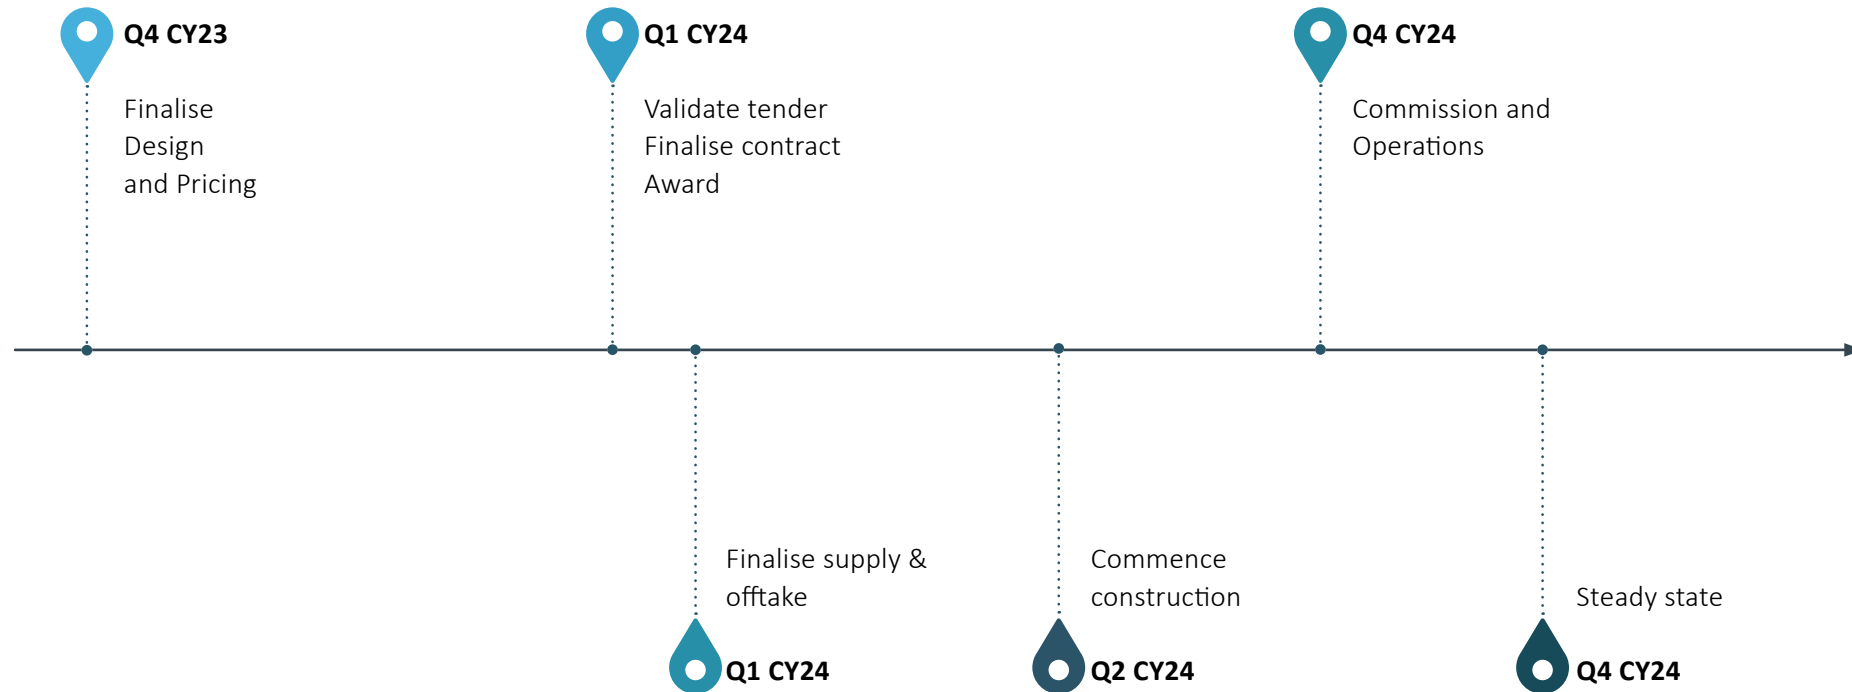 Q4 CY23
Finalise
Design
and Pricing
Q1 CY24
Validate tender
Finalise contract
Award
Q4 CY24
Commission and
Operations
Finalise supply &
offtake
Q1 CY24
Commence
construction
Q2 CY24
Steady state
Q4 CY24